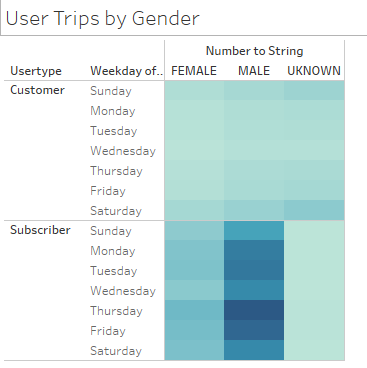 User Trips by Gender
Number to String
Usertype Weekday of.. FEMALE MALE UKNOWN
Customer Sunday
Monday
Tuesday
Wednesday
Thursday
Friday
Saturday
Subscriber Sunday
Monday
Tuesday
Wednesday
Thursday
Friday
Saturday